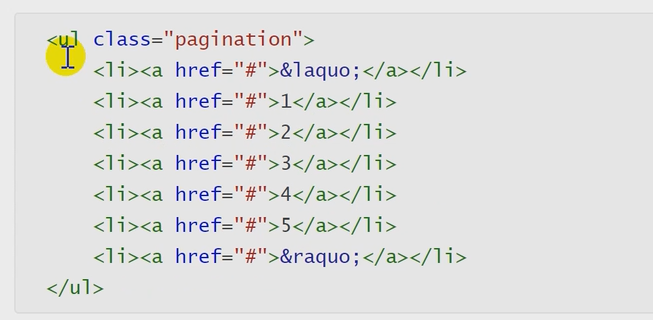 <ul class="pagination">
<li><a href="#">&laquo;</a></li>
<li><a href="#">1</a></li>
<li><a href="#">2</a></li>
<li><a href="#">3</a></li>
<li><a href="#">4</a></li>
<li><a href="#">5</a></li>
<li><a href="#">&raquo;</a></li>
</ul>